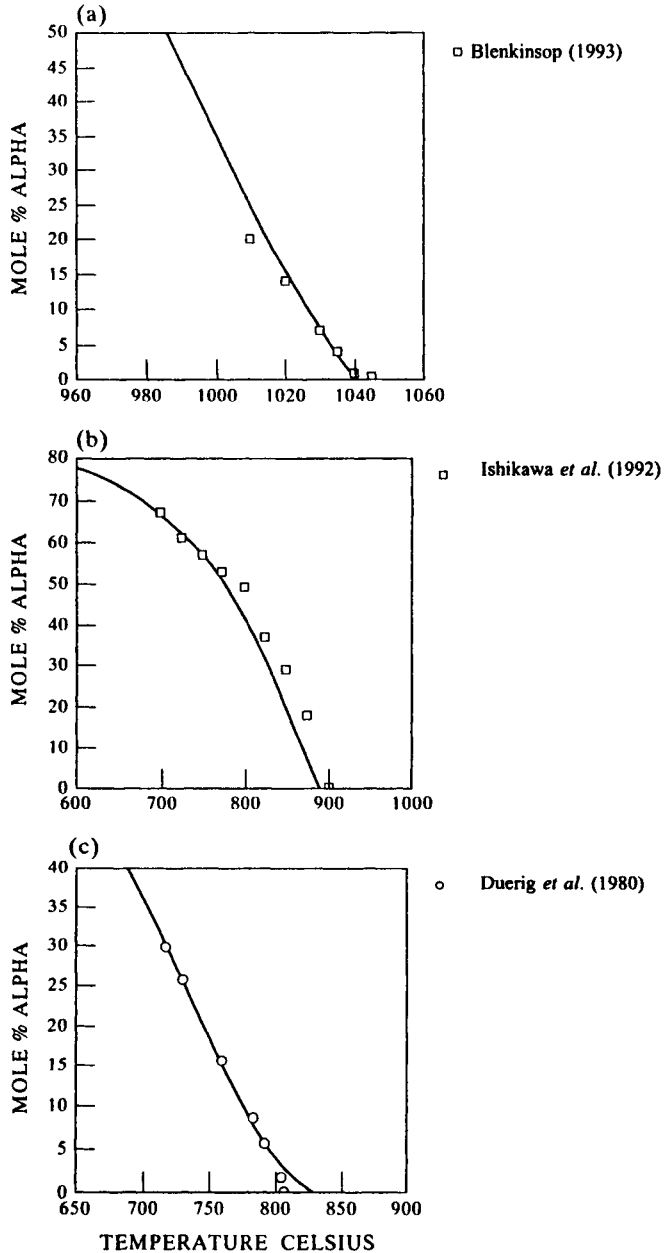 (a)
50
45
40
35
30
25
20
15
10
5
0
MOLE % ALPHA
960 980 1000 1020 1040 1060
Blenkinsop (1993)
(b)
80
70
60
50
40
30
20
10
0
MOLE % ALPHA
600 700 800 900 1000
Ishikawa et al. (1992)
(c)
40
35
30
25
20
15
10
5
0
MOLE % ALPHA
650 700 750 800 850 900
Duerig et al. (1980)
TEMPERATURE CELSIUS